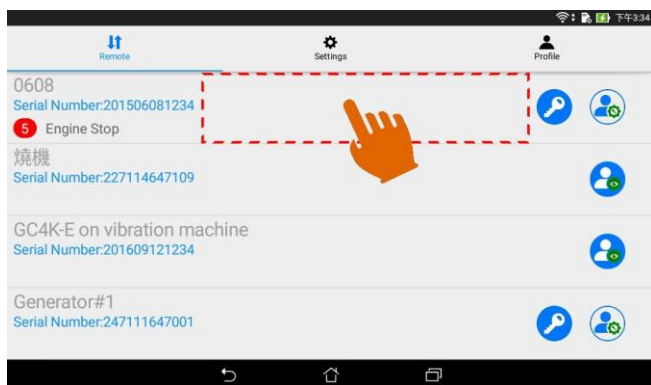 下午3:34
Remote
Settings
Profile
0608
Serial Number:201506081234
5 Engine Stop
燒機
Serial Number:227114647109
GC4K-E on vibration machine
Serial Number:201609121234
Generator#1
Serial Number:247111647001